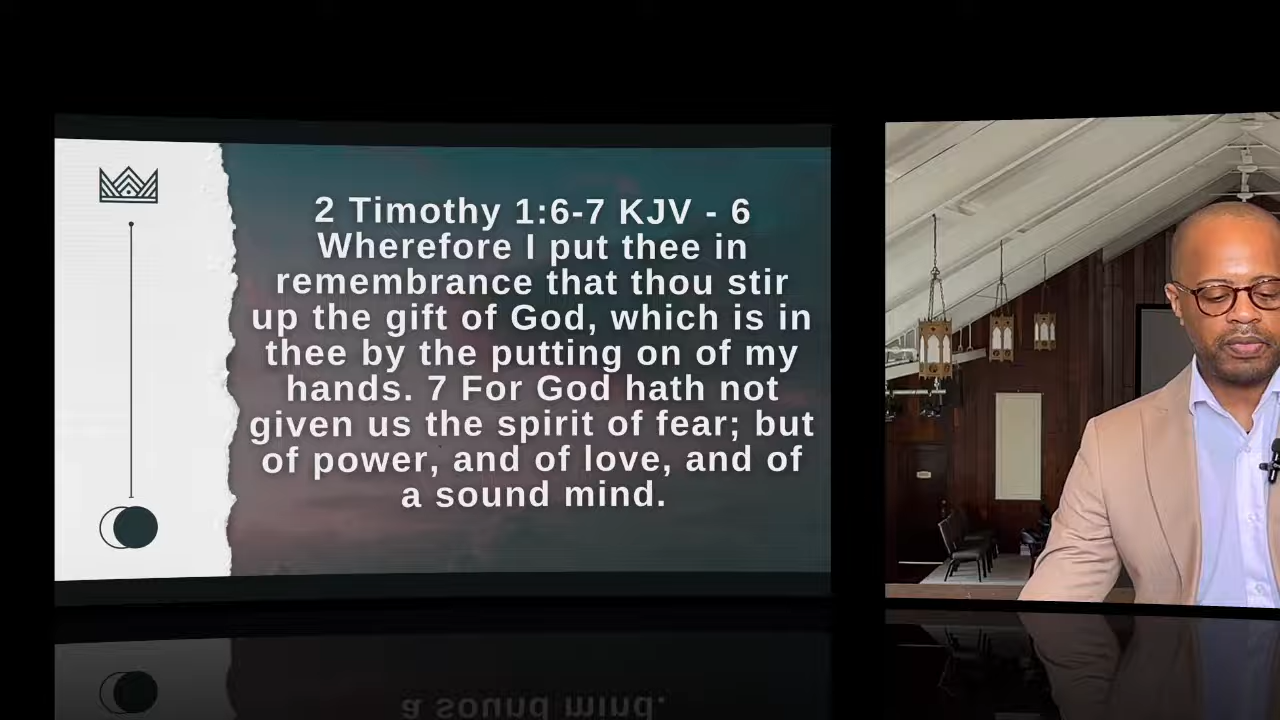 2 Timothy 1:6-7 KJV - 6
Wherefore I put thee in
remembrance that thou stir
up the gift of God, which is in
thee by the putting on of my
hands. 7 For God hath not
given us the spirit of fear; but
of power, and of love, and of
a sound mind.